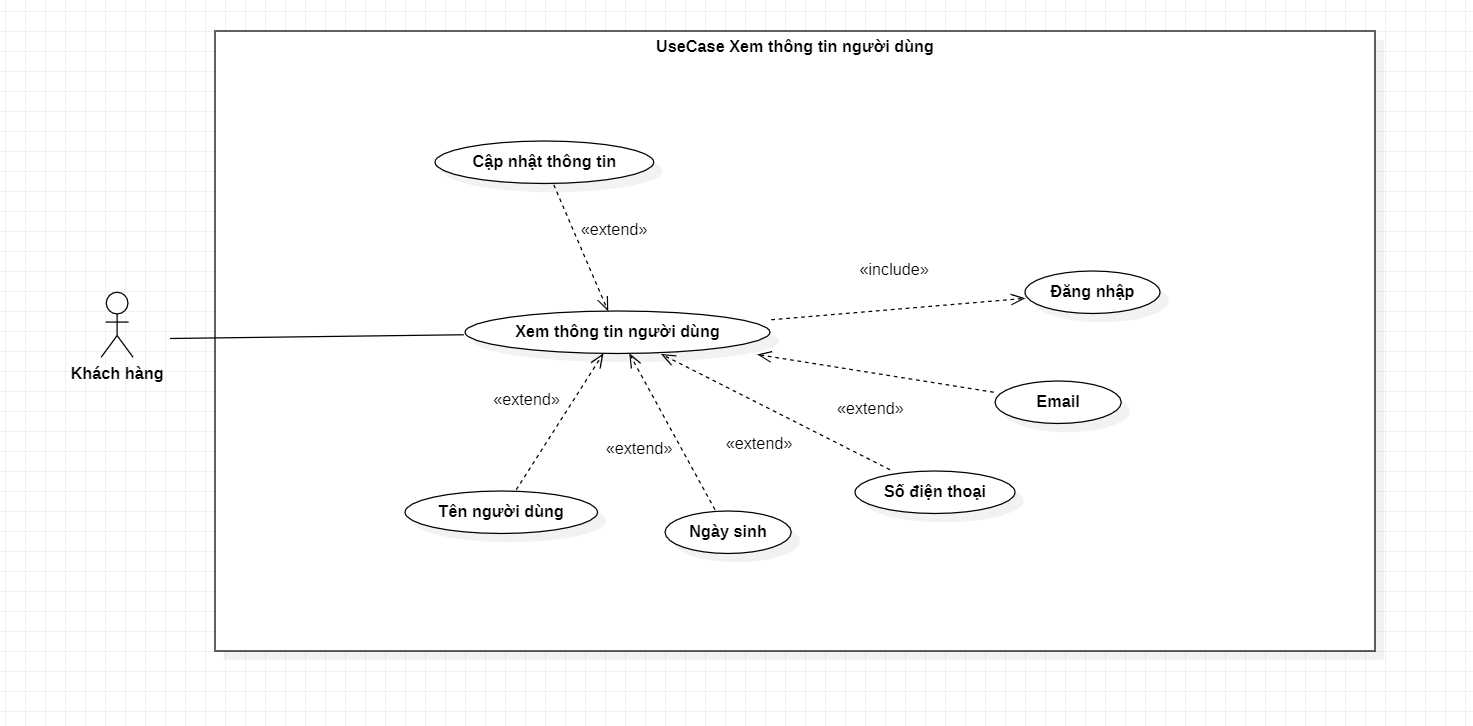 UseCase Xem thông tin người dùng
Cập nhật thông tin
«extend»
«include»
Đăng nhập
Xem thông tin người dùng
Khách hàng
«extend»
Email
«extend»
«extend»
«extend»
Số điện thoại
Tên người dùng
Ngày sinh